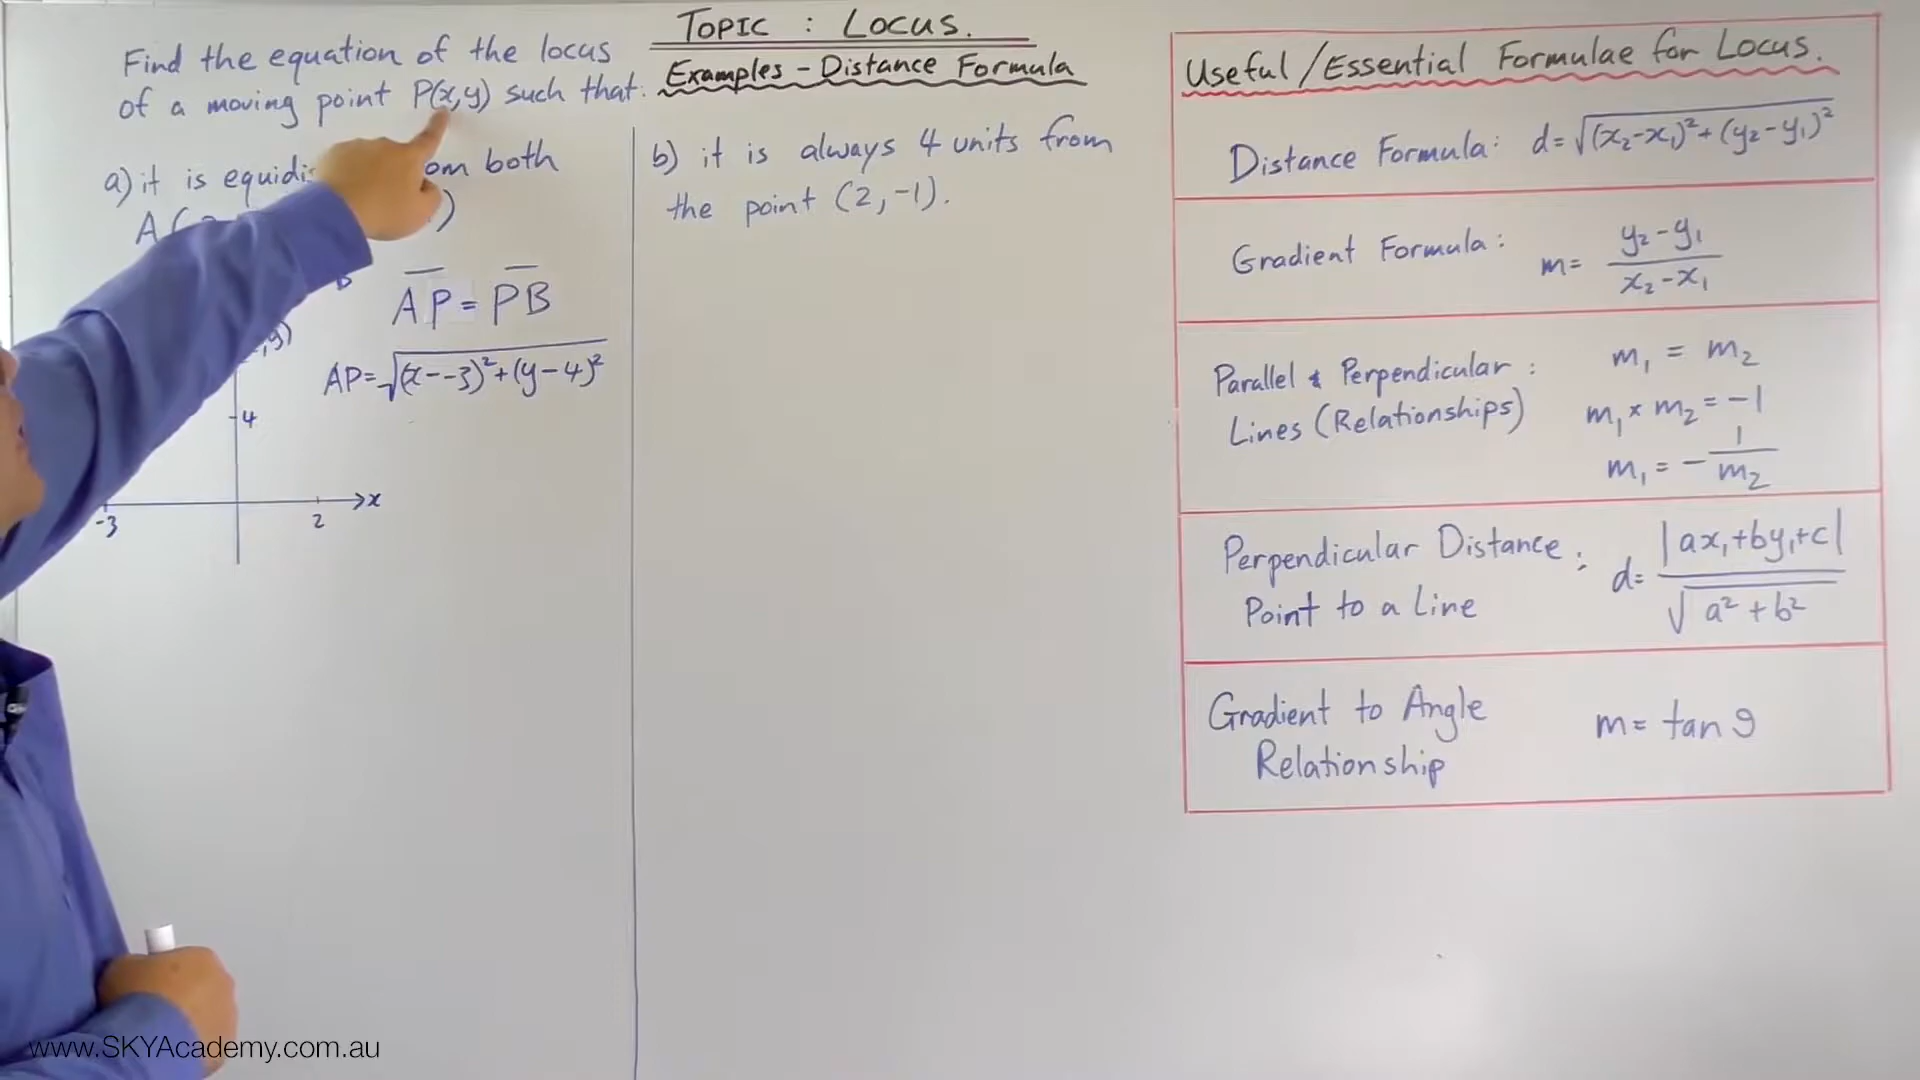 Find the equation of the locus
of a moving point P(x,y) such that:
a) it is both
A(
)
AP = PB
AP=√(x--3)²+(y-4)²
4
-3
2
x
TOPIC : LOCUS.
Examples - Distance Formula
b) it is always 4 units from
the point (2,-1).
Useful/Essential Formulae for Locus.
Distance Formula: d=√(x₂-x₁)²+(y₂-y₁)²
Gradient Formula: m= y₂-y₁
x₂-x₁
Parallel & Perpendicular :
Lines (Relationships)
m₁ = m₂
m₁ × m₂ = -1
m₁ = - 1
m₂
Perpendicular Distance :
Point to a Line
d= |ax₁+by₁+c|
√a²+b²
Gradient to Angle
Relationship
m= tan θ
www.SKYAcademy.com.au